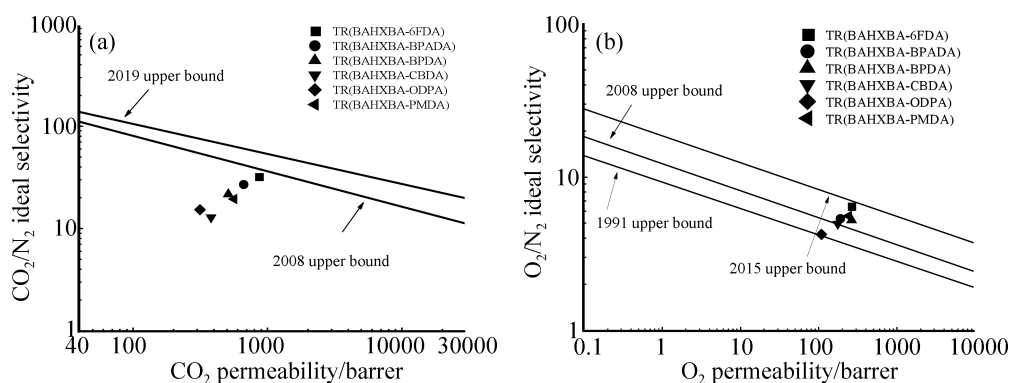 (a)
1000
100
10
1
40
100
1000
10000
30000
CO₂/N₂ ideal selectivity
CO₂ permeability/barrer
TR(BAHXBA-6FDA)
TR(BAHXBA-BPADA)
TR(BAHXBA-BPDA)
TR(BAHXBA-CBDA)
TR(BAHXBA-ODPA)
TR(BAHXBA-PMDA)
2019 upper bound
2008 upper bound
(b)
100
10
1
0.1
1
10
100
1000
10000
O₂/N₂ ideal selectivity
O₂ permeability/barrer
TR(BAHXBA-6FDA)
TR(BAHXBA-BPADA)
TR(BAHXBA-BPDA)
TR(BAHXBA-CBDA)
TR(BAHXBA-ODPA)
TR(BAHXBA-PMDA)
2008 upper bound
1991 upper bound
2015 upper bound